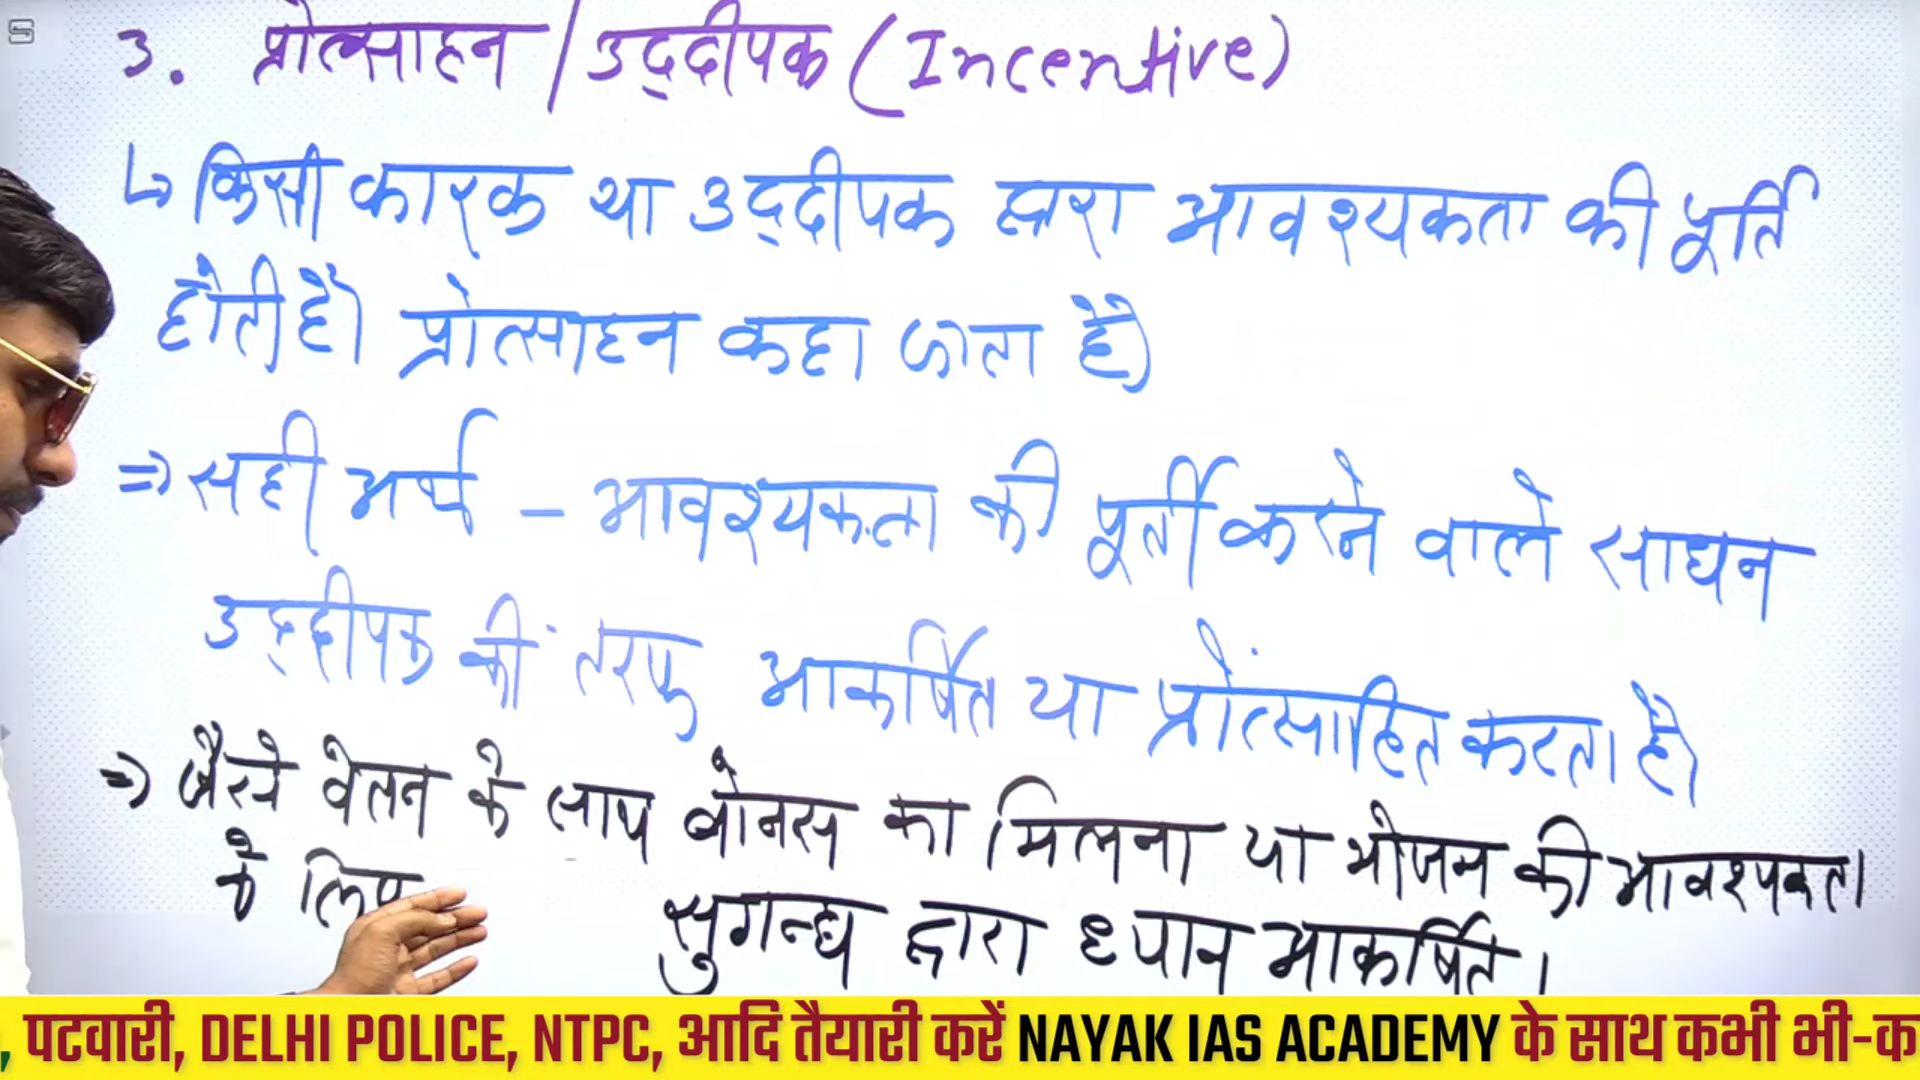 3. प्रोत्साहन / उद्दीपक (Incentive)
↳ किसी कारक या उद्दीपक द्वारा आवश्यकता की पूर्ति
होती है। प्रोत्साहन कहा जाता है।
⇒ सही अर्थ – आवश्यकता की पूर्ती करने वाले साधन
उद्दीपक की तरफ आकर्षित या प्रोत्साहित करता है।
⇒ जैसे वेतन के साथ बोनस का मिलना या भोजन की आवश्यकता
के लिए सुगन्ध द्वारा ध्यान आकर्षित।
, पटवारी, DELHI POLICE, NTPC, आदि तैयारी करें NAYAK IAS ACADEMY के साथ कभी भी-क